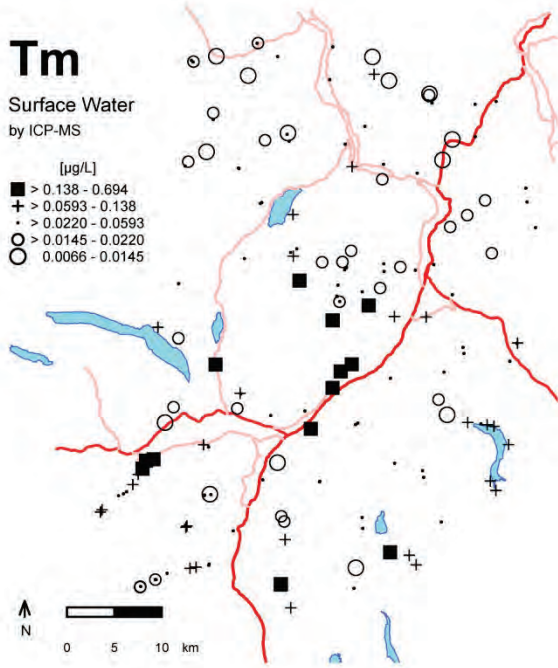 Tm
Surface Water
by ICP-MS
[µg/L]
> 0.138 - 0.694
> 0.0593 - 0.138
> 0.0220 - 0.0593
> 0.0145 - 0.0220
0.0066 - 0.0145
N
0 5 10 km